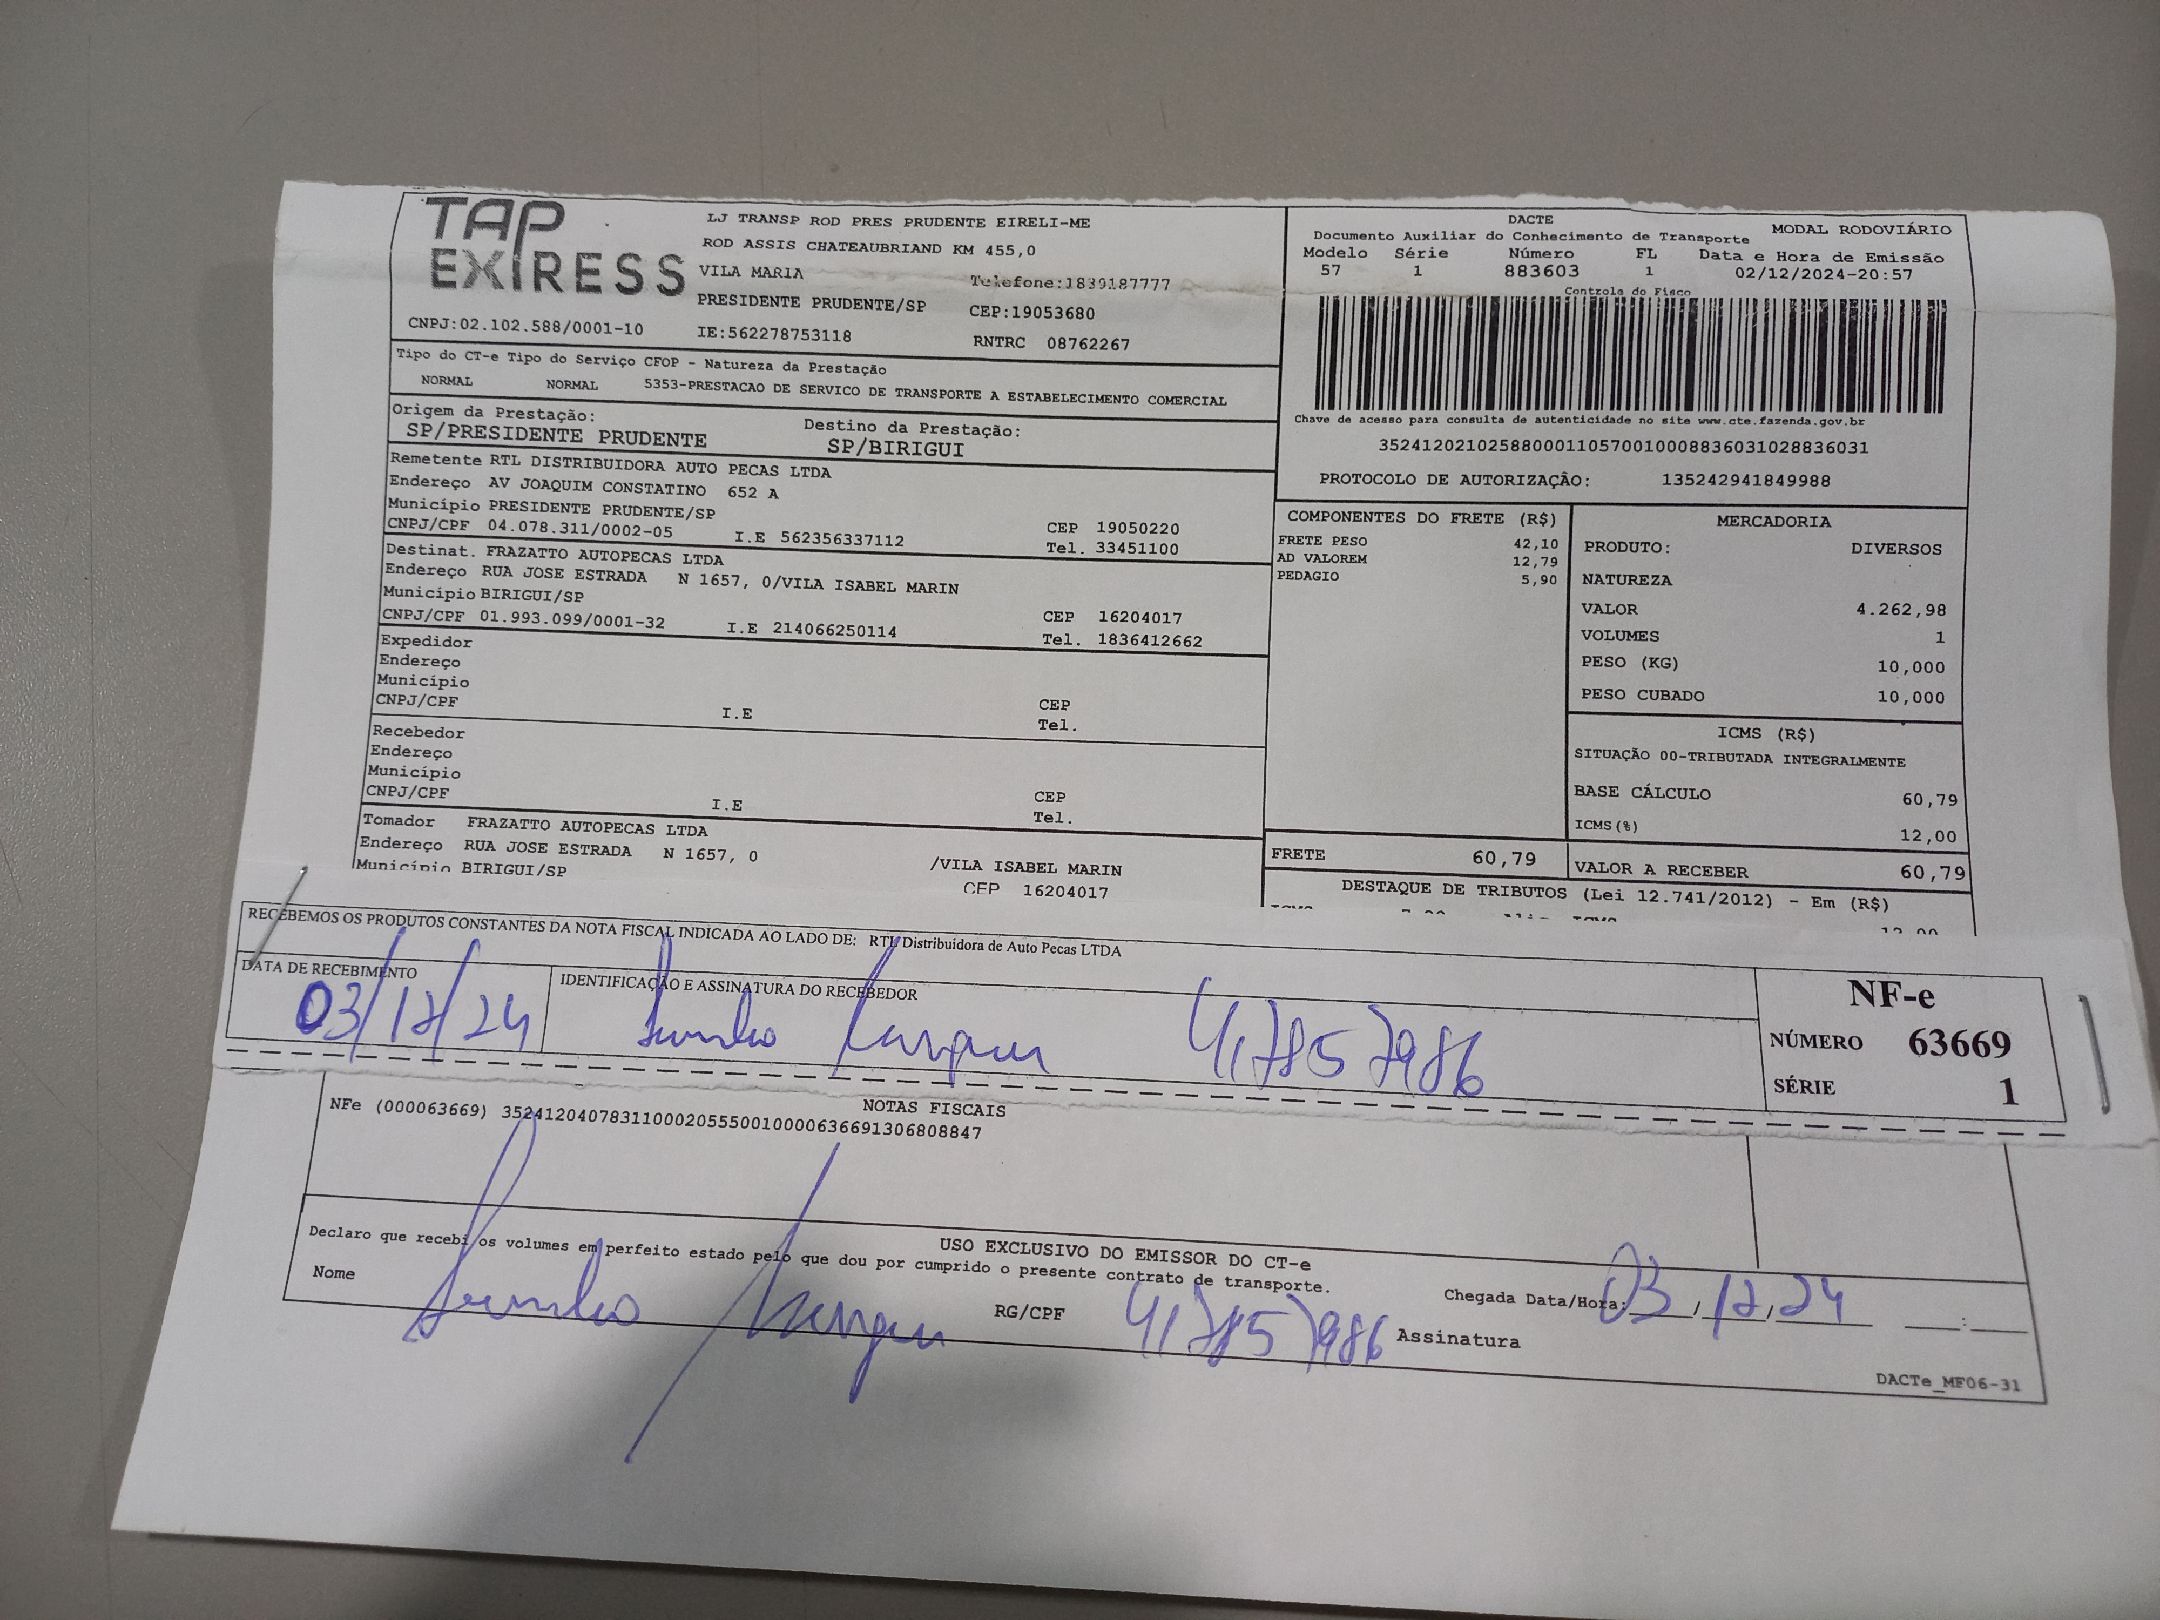 TAP
EXPRESS
CNPJ:02.102.588/0001-10
LJ TRANSP ROD PRES PRUDENTE EIRELI-ME
ROD ASSIS CHATEAUBRIAND KM 455,0
VILA MARIA Telefone:1839187777
PRESIDENTE PRUDENTE/SP CEP:19053680
IE:562278753118 RNTRC 08762267
DACTE MODAL RODOVIÁRIO
Documento Auxiliar do Conhecimento de Transporte
Modelo Série Número FL Data e Hora de Emissão
57 1 883603 1 02/12/2024-20:57
Controle do Fisco
Chave de acesso para consulta de autenticidade no site www.cte.fazenda.gov.br
35241202102588000110570010008836031028836031
PROTOCOLO DE AUTORIZAÇÃO: 135242941849988
Tipo do CT-e Tipo do Serviço CFOP - Natureza da Prestação
NORMAL NORMAL 5353-PRESTACAO DE SERVICO DE TRANSPORTE A ESTABELECIMENTO COMERCIAL
Origem da Prestação: Destino da Prestação:
SP/PRESIDENTE PRUDENTE SP/BIRIGUI
Remetente RTL DISTRIBUIDORA AUTO PECAS LTDA
Endereço AV JOAQUIM CONSTATINO 652 A
Município PRESIDENTE PRUDENTE/SP CEP 19050220
CNPJ/CPF 04.078.311/0002-05 I.E 562356337112 Tel. 33451100
Destinat. FRAZATTO AUTOPECAS LTDA
Endereço RUA JOSE ESTRADA N 1657, 0/VILA ISABEL MARIN
Município BIRIGUI/SP CEP 16204017
CNPJ/CPF 01.993.099/0001-32 I.E 214066250114 Tel. 1836412662
Expedidor
Endereço
Município CEP
CNPJ/CPF I.E Tel.
Recebedor
Endereço
Município CEP
CNPJ/CPF I.E Tel.
Tomador FRAZATTO AUTOPECAS LTDA
Endereço RUA JOSE ESTRADA N 1657, 0 /VILA ISABEL MARIN
Município BIRIGUI/SP CEP 16204017
COMPONENTES DO FRETE (R$)
FRETE PESO 42,10
AD VALOREM 12,79
PEDAGIO 5,90
FRETE 60,79
MERCADORIA
PRODUTO: DIVERSOS
NATUREZA
VALOR 4.262,98
VOLUMES 1
PESO (KG) 10,000
PESO CUBADO 10,000
ICMS (R$)
SITUAÇÃO 00-TRIBUTADA INTEGRALMENTE
BASE CÁLCULO 60,79
ICMS(%) 12,00
VALOR A RECEBER 60,79
DESTAQUE DE TRIBUTOS (Lei 12.741/2012) - Em (R$)
RECEBEMOS OS PRODUTOS CONSTANTES DA NOTA FISCAL INDICADA AO LADO DE: RTL Distribuidora de Auto Pecas LTDA
DATA DE RECEBIMENTO IDENTIFICAÇÃO E ASSINATURA DO RECEBEDOR
03/12/24
NF-e
NÚMERO 63669
SÉRIE 1
NOTAS FISCAIS
NFe (000063669) 35241204078311000205550010000636691306808847
USO EXCLUSIVO DO EMISSOR DO CT-e
Declaro que recebi os volumes em perfeito estado pelo que dou por cumprido o presente contrato de transporte.
Nome RG/CPF Assinatura
Chegada Data/Hora: 03/12/24 :
DACTe_MF06-31